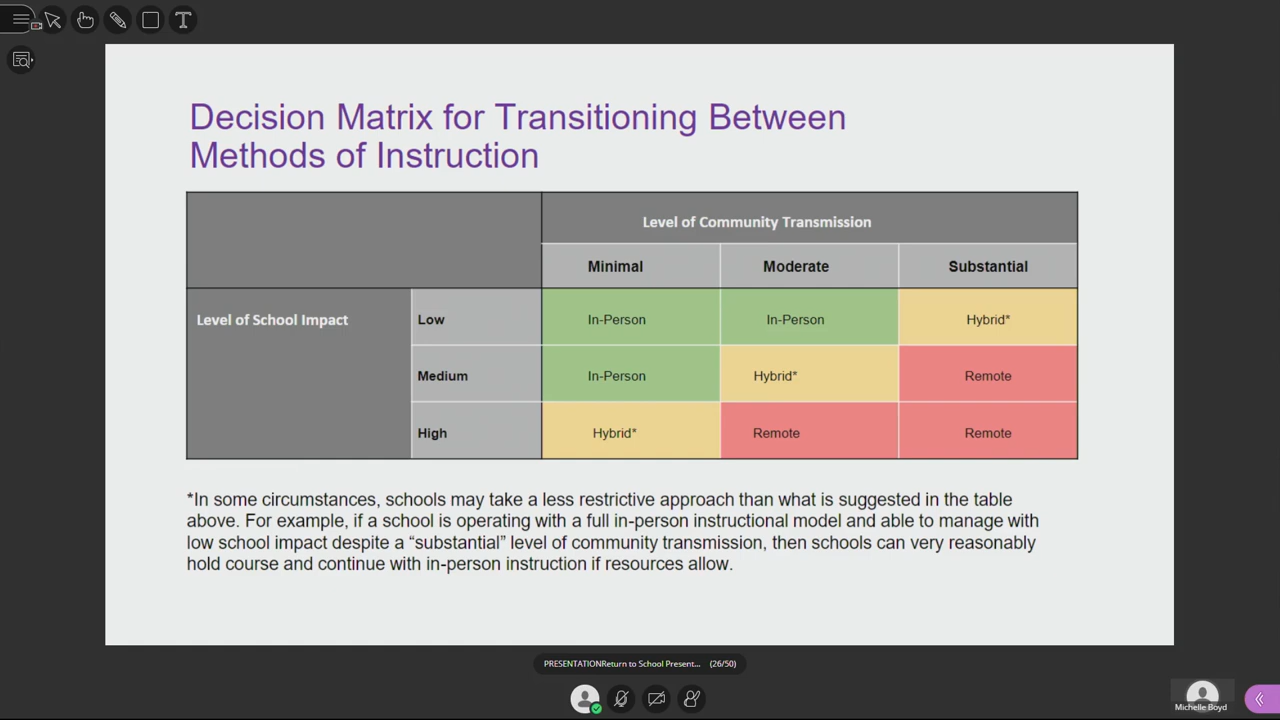 Decision Matrix for Transitioning Between
Methods of Instruction
Level of Community Transmission
Minimal Moderate Substantial
Level of School Impact Low In-Person In-Person Hybrid*
Medium In-Person Hybrid* Remote
High Hybrid* Remote Remote
*In some circumstances, schools may take a less restrictive approach than what is suggested in the table
above. For example, if a school is operating with a full in-person instructional model and able to manage with
low school impact despite a “substantial” level of community transmission, then schools can very reasonably
hold course and continue with in-person instruction if resources allow.
PRESENTATIONReturn to School Present... (26/50)
Michelle Boyd